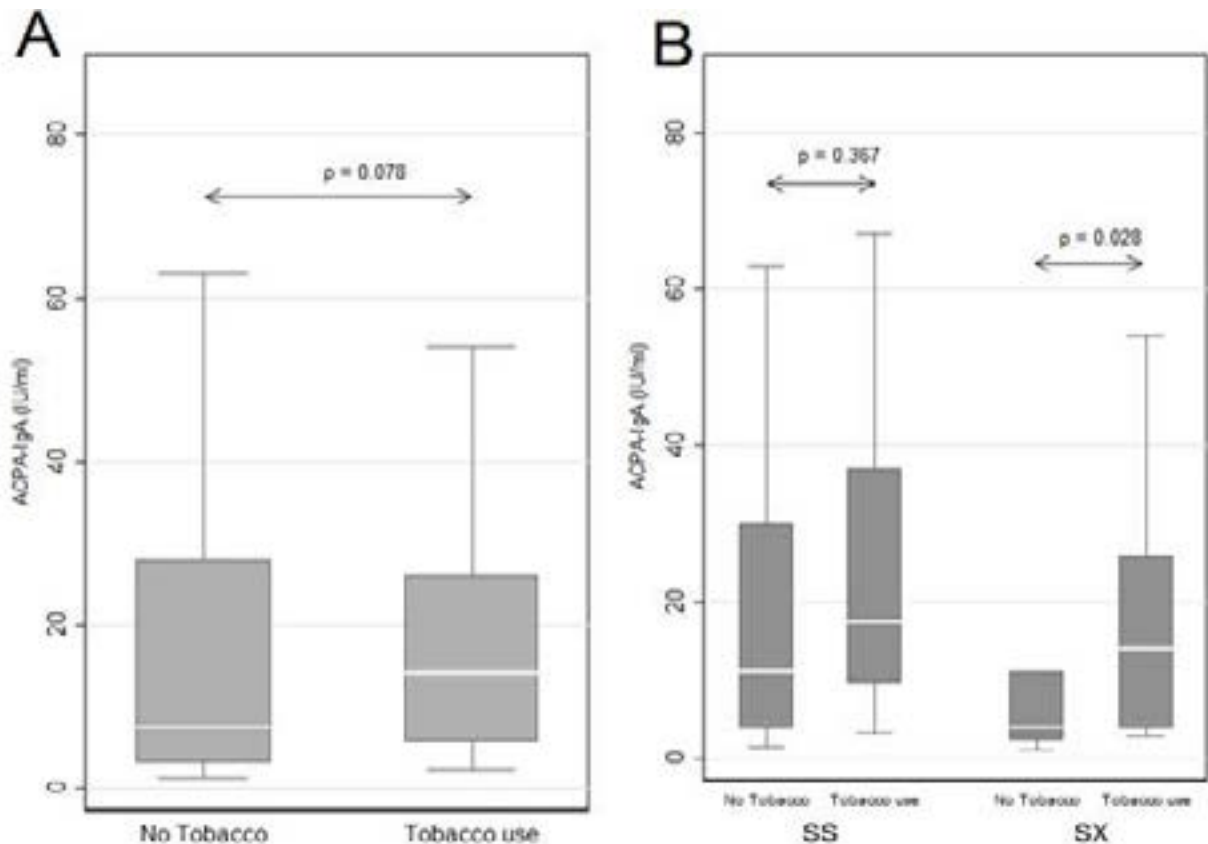 A
ACPA-IgA (IU/ml)
80
60
40
20
0
p = 0.078
No Tobacco
Tobacco use
B
ACPA-IgA (IU/ml)
80
60
40
20
0
p = 0.367
p = 0.028
No Tobacco
Tobacco use
No Tobacco
Tobacco use
SS
SX